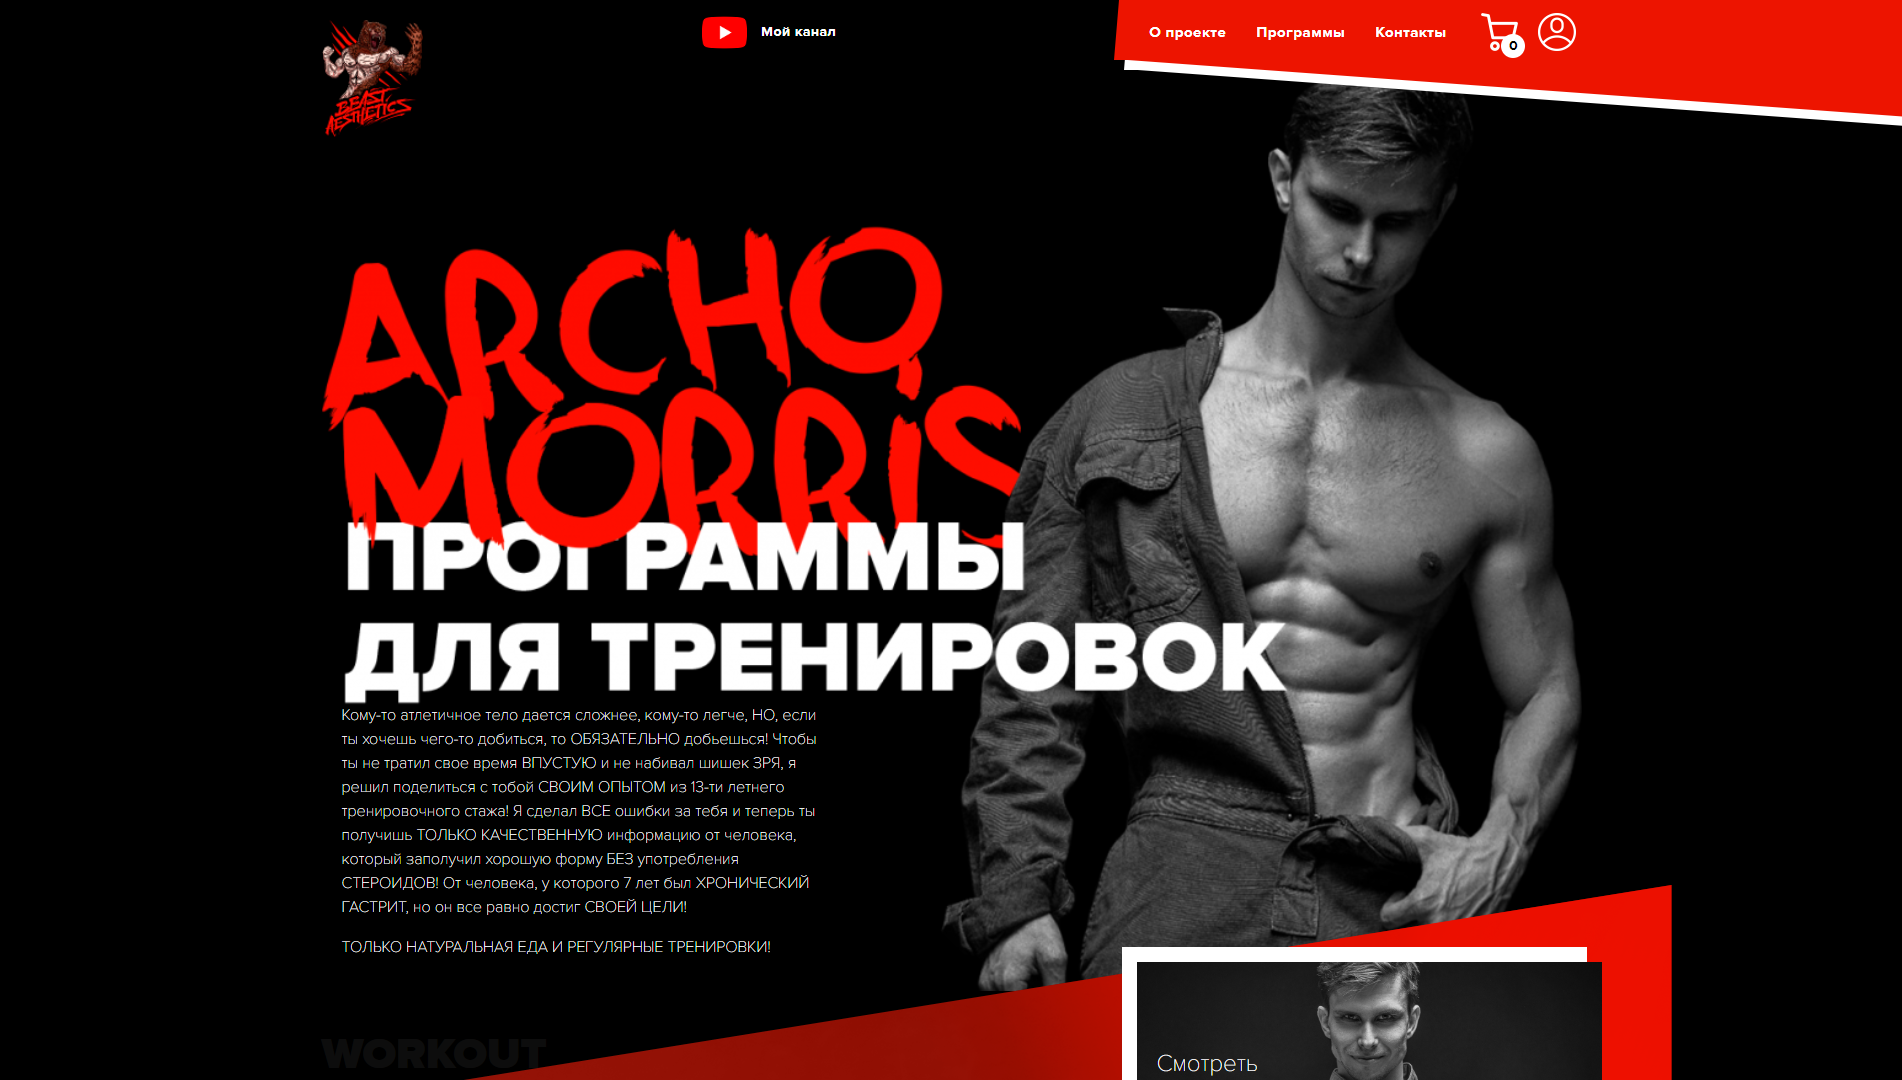 BEAST
AESTHETICS
Мой канал
О проекте
Программы
Контакты
0
ARCHO
MORRIS
ПРОГРАММЫ
ДЛЯ ТРЕНИРОВОК
Кому-то атлетичное тело дается сложнее, кому-то легче, НО, если
ты хочешь чего-то добиться, то ОБЯЗАТЕЛЬНО добьешься! Чтобы
ты не тратил свое время ВПУСТУЮ и не набивал шишек ЗРЯ, я
решил поделиться с тобой СВОИМ ОПЫТОМ из 13-ти летнего
тренировочного стажа! Я сделал ВСЕ ошибки за тебя и теперь ты
получишь ТОЛЬКО КАЧЕСТВЕННУЮ информацию от человека,
который заполучил хорошую форму БЕЗ употребления
СТЕРОИДОВ! От человека, у которого 7 лет был ХРОНИЧЕСКИЙ
ГАСТРИТ, но он все равно достиг СВОЕЙ ЦЕЛИ!
ТОЛЬКО НАТУРАЛЬНАЯ ЕДА И РЕГУЛЯРНЫЕ ТРЕНИРОВКИ!
WORKOUT
Смотреть